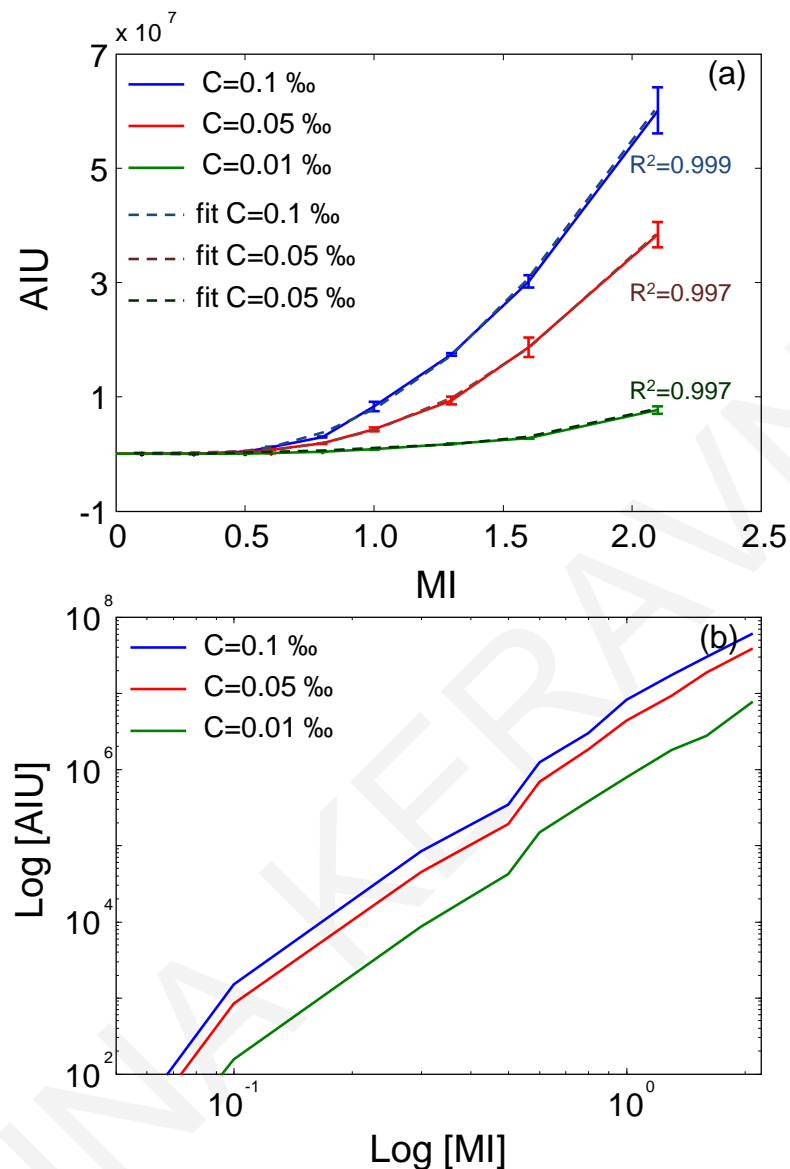 x 10⁷
(a)
7
5
3
1
-1
AIU
C=0.1 ‰
C=0.05 ‰
C=0.01 ‰
fit C=0.1 ‰
fit C=0.05 ‰
fit C=0.05 ‰
R²=0.999
R²=0.997
R²=0.997
0 0.5 1.0 1.5 2.0 2.5
MI
(b)
10⁸
10⁶
10⁴
10²
Log [AIU]
C=0.1 ‰
C=0.05 ‰
C=0.01 ‰
10⁻¹ 10⁰
Log [MI]